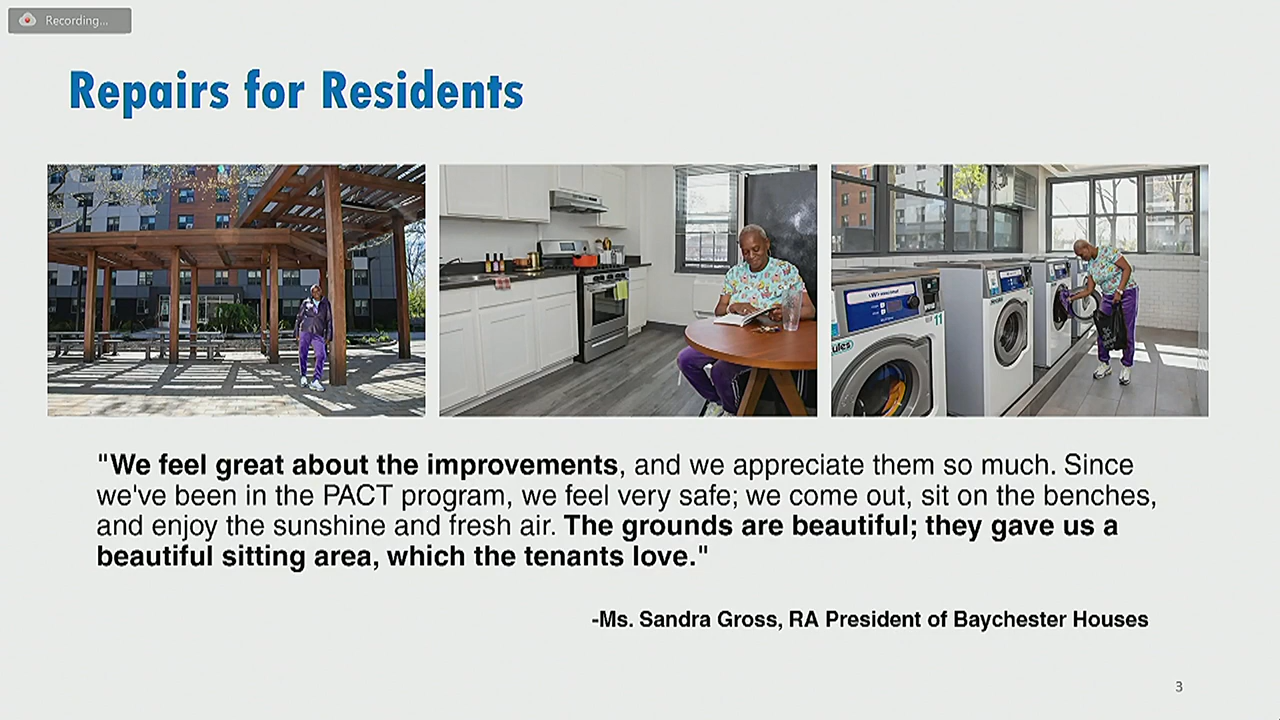 Recording...
Repairs for Residents
11
"We feel great about the improvements, and we appreciate them so much. Since
we've been in the PACT program, we feel very safe; we come out, sit on the benches,
and enjoy the sunshine and fresh air. The grounds are beautiful; they gave us a
beautiful sitting area, which the tenants love."
-Ms. Sandra Gross, RA President of Baychester Houses
3